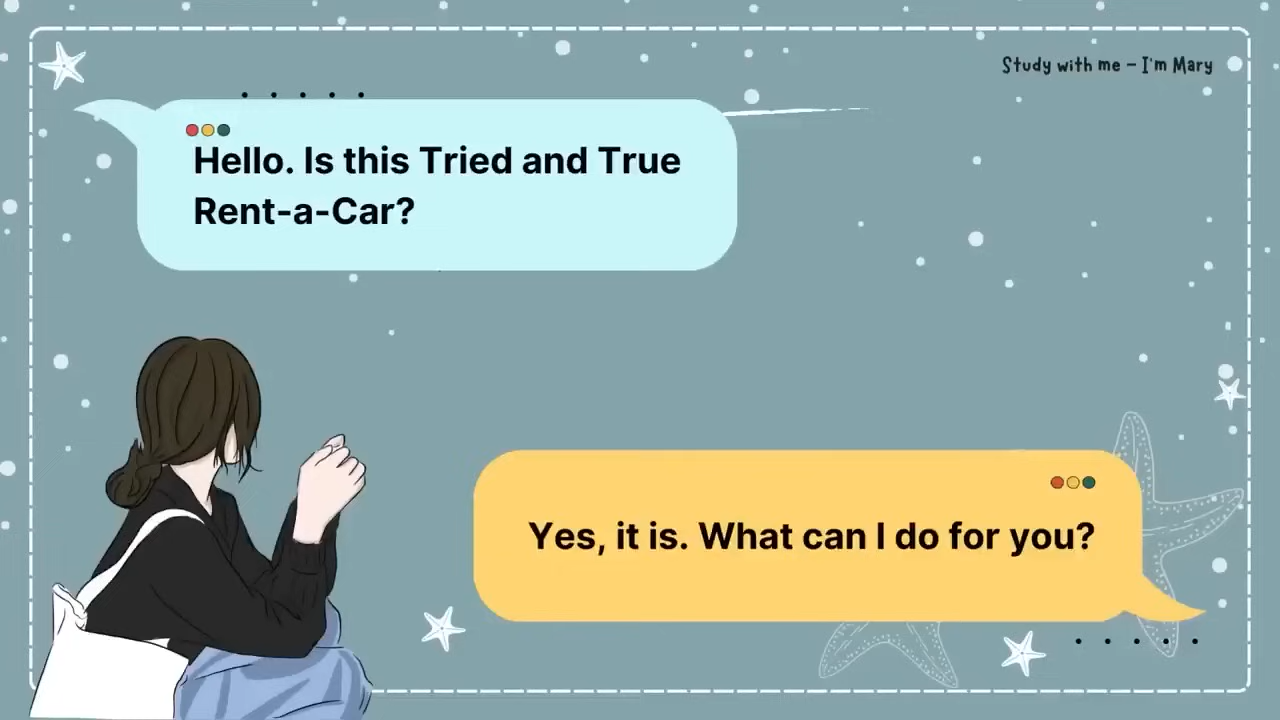 Study with me - I'm Mary
Hello. Is this Tried and True
Rent-a-Car?
Yes, it is. What can I do for you?